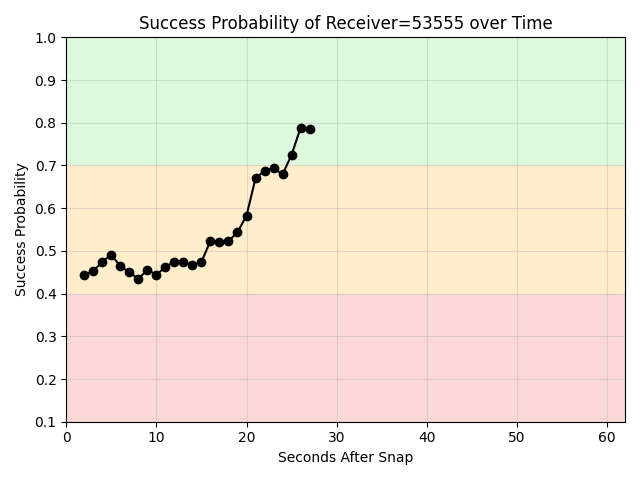 Success Probability of Receiver=53555 over Time
1.0
0.9
0.8
0.7
0.6
0.5
0.4
0.3
0.2
0.1
Success Probability
0 10 20 30 40 50 60
Seconds After Snap